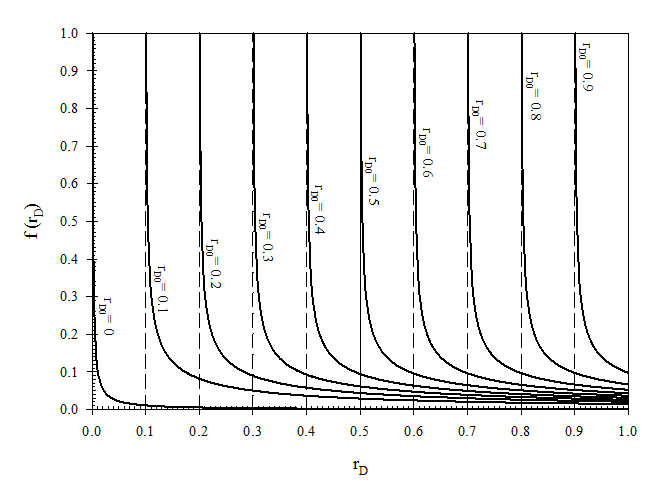 1.0
0.9
0.8
0.7
0.6
0.5
0.4
0.3
0.2
0.1
0.0
f (rD)
rD0 = 0
rD0 = 0.1
rD0 = 0.2
rD0 = 0.3
rD0 = 0.4
rD0 = 0.5
rD0 = 0.6
rD0 = 0.7
rD0 = 0.8
rD0 = 0.9
0.0 0.1 0.2 0.3 0.4 0.5 0.6 0.7 0.8 0.9 1.0
rD